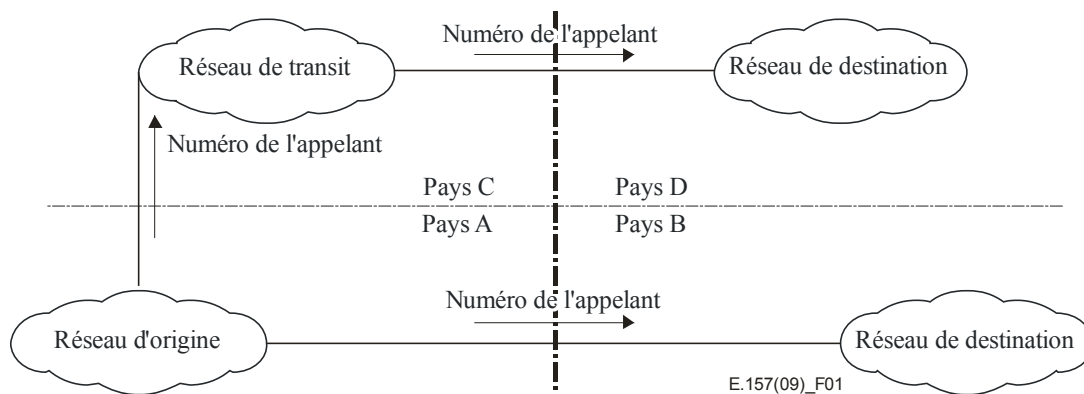 Numéro de l'appelant
Réseau de transit
Réseau de destination
Numéro de l'appelant
Pays C
Pays D
Pays A
Pays B
Numéro de l'appelant
Réseau d'origine
Réseau de destination
E.157(09)_F01